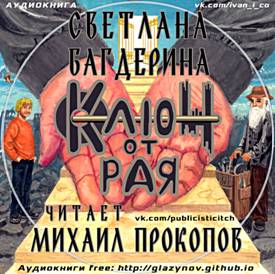 АУДИОКНИГА
vk.com/ivan_i_co
СВЕТЛАНА
БАГДЕРИНА
КЛЮЧ
ОТ
РАЯ
ЧИТАЕТ
vk.com/publicisticitch
МИХАИЛ ПРОКОПОВ
Аудиокниги free: http://glazynov.github.io